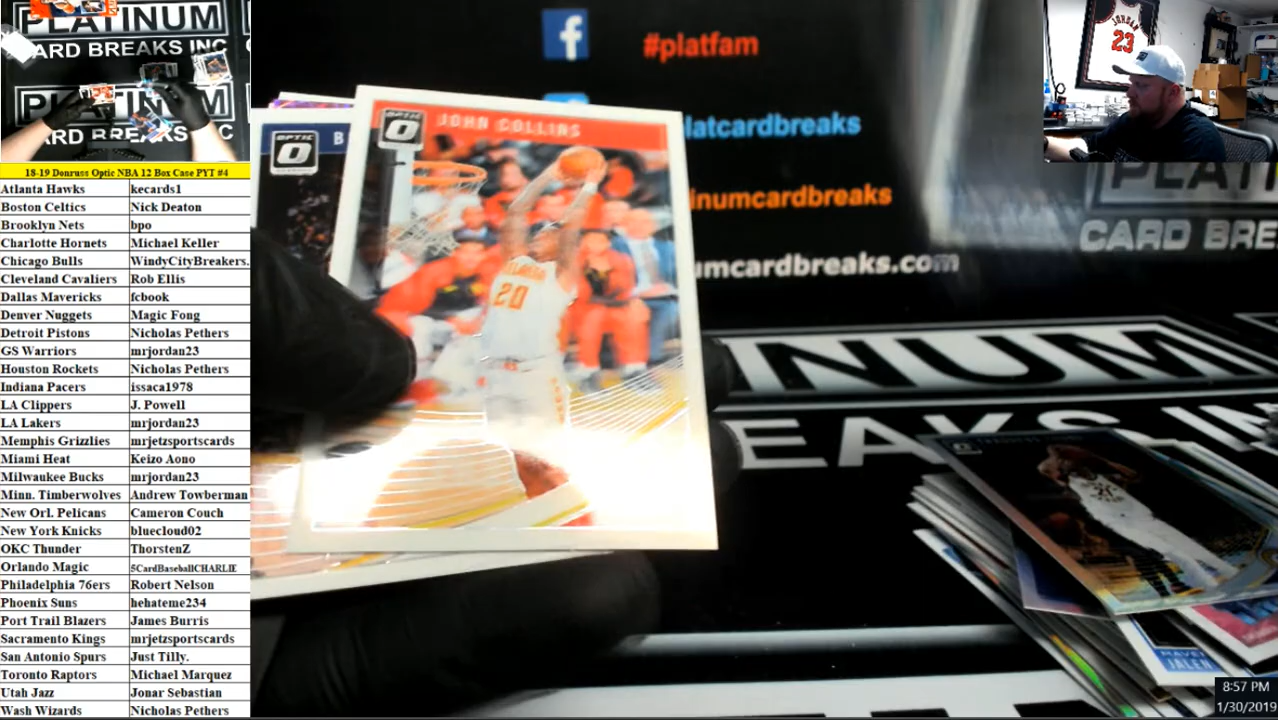 PLATINUM
CARD BREAKS INC
PLATINUM
CARD BREAKS INC
18-19 Donruss Optic NBA 12 Box Case PYT #4
Atlanta Hawks kecards1
Boston Celtics Nick Deaton
Brooklyn Nets bpo
Charlotte Hornets Michael Keller
Chicago Bulls WindyCityBreakers.
Cleveland Cavaliers Rob Ellis
Dallas Mavericks fcbook
Denver Nuggets Magic Fong
Detroit Pistons Nicholas Pethers
GS Warriors mrjordan23
Houston Rockets Nicholas Pethers
Indiana Pacers issaca1978
LA Clippers J. Powell
LA Lakers mrjordan23
Memphis Grizzlies mrjetzsportscards
Miami Heat Keizo Aono
Milwaukee Bucks mrjordan23
Minn. Timberwolves Andrew Towberman
New Orl. Pelicans Cameron Couch
New York Knicks bluecloud02
OKC Thunder ThorstenZ
Orlando Magic 5CardBaseballCHARLIE
Philadelphia 76ers Robert Nelson
Phoenix Suns hehateme234
Port Trail Blazers James Burris
Sacramento Kings mrjetzsportscards
San Antonio Spurs Just Tilly.
Toronto Raptors Michael Marquez
Utah Jazz Jonar Sebastian
Wash Wizards Nicholas Pethers
f #platfam
latcardbreaks
inumcardbreaks
umcardbreaks.com
OPTIC
B
OPTIC
JOHN COLLINS
20
JORDAN
23
PLATI
CARD BRE
INUM
EAKS IN
JALEN
8:57 PM
1/30/2019